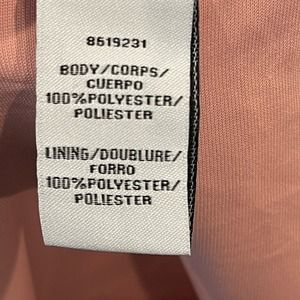 8519231
BODY/CORPS/
CUERPO
100%POLYESTER/
POLIESTER
LINING/DOUBLURE/
FORRO
100%POLYESTER/
POLIESTER